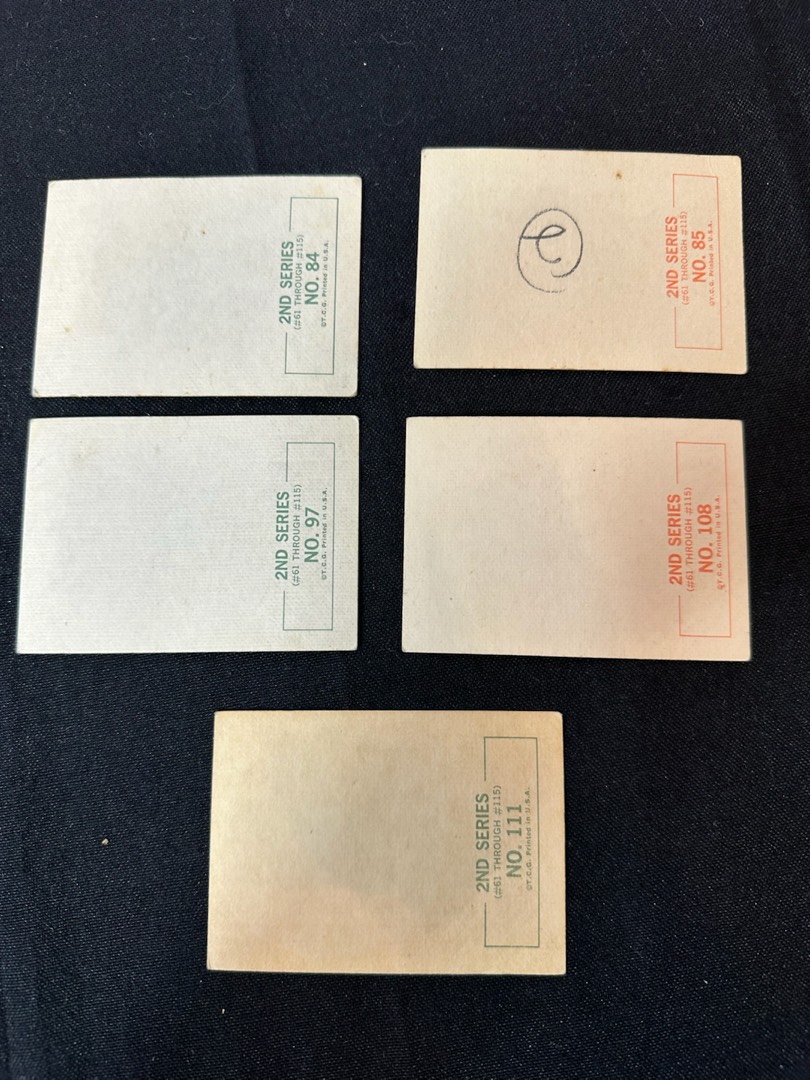 2ND SERIES
(#61 THROUGH #115)
NO. 84
©T.C.G. Printed in U.S.A.
2ND SERIES
(#61 THROUGH #115)
NO. 85
©T.C.G. Printed in U.S.A.
2ND SERIES
(#61 THROUGH #115)
NO. 97
©T.C.G. Printed in U.S.A.
2ND SERIES
(#61 THROUGH #115)
NO. 108
©T.C.G. Printed in U.S.A.
2ND SERIES
(#61 THROUGH #115)
NO. 111
©T.C.G. Printed in U.S.A.